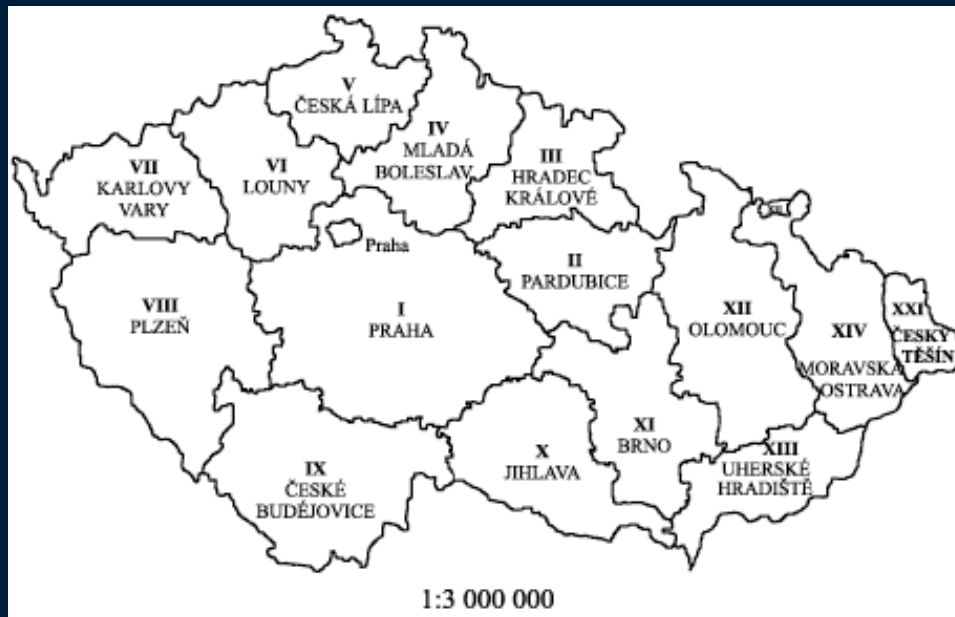 V
ČESKÁ LÍPA
IV
MLADÁ
BOLESLAV
III
HRADEC
KRÁLOVÉ
VII
KARLOVY
VARY
VI
LOUNY
Praha
II
PARDUBICE
VIII
PLZEŇ
I
PRAHA
XII
OLOMOUC
XXI
ČESKÝ
TĚŠÍN
XIV
MORAVSKÁ
OSTRAVA
XI
BRNO
X
JIHLAVA
XIII
UHERSKÉ
HRADIŠTĚ
IX
ČESKÉ
BUDĚJOVICE
1:3 000 000